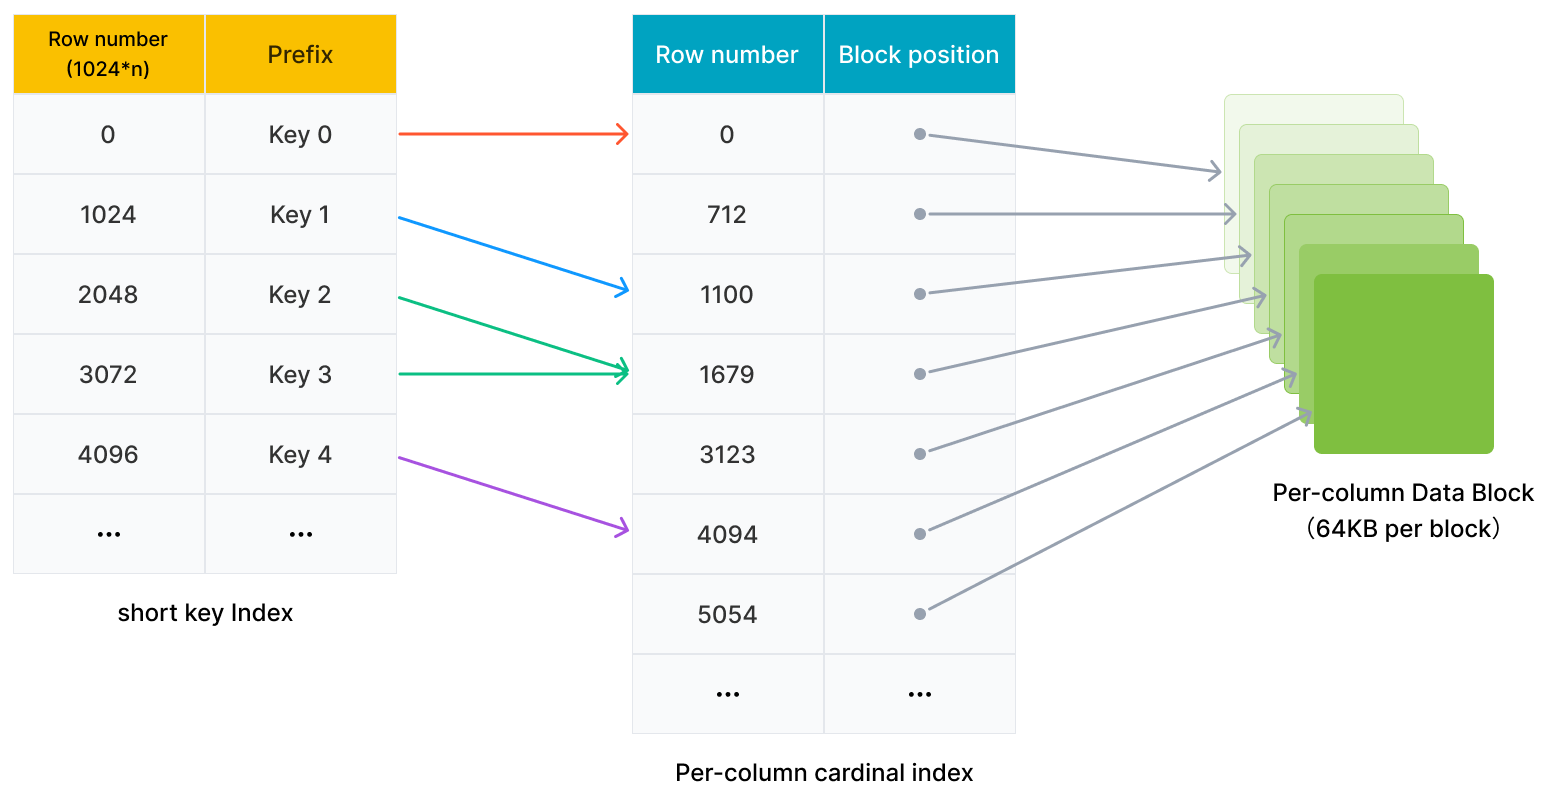 Row number
(1024*n)
Prefix
0
Key 0
1024
Key 1
2048
Key 2
3072
Key 3
4096
Key 4
...
...
short key Index
Row number
Block position
0
712
1100
1679
3123
4094
5054
...
...
Per-column cardinal index
Per-column Data Block
（64KB per block）